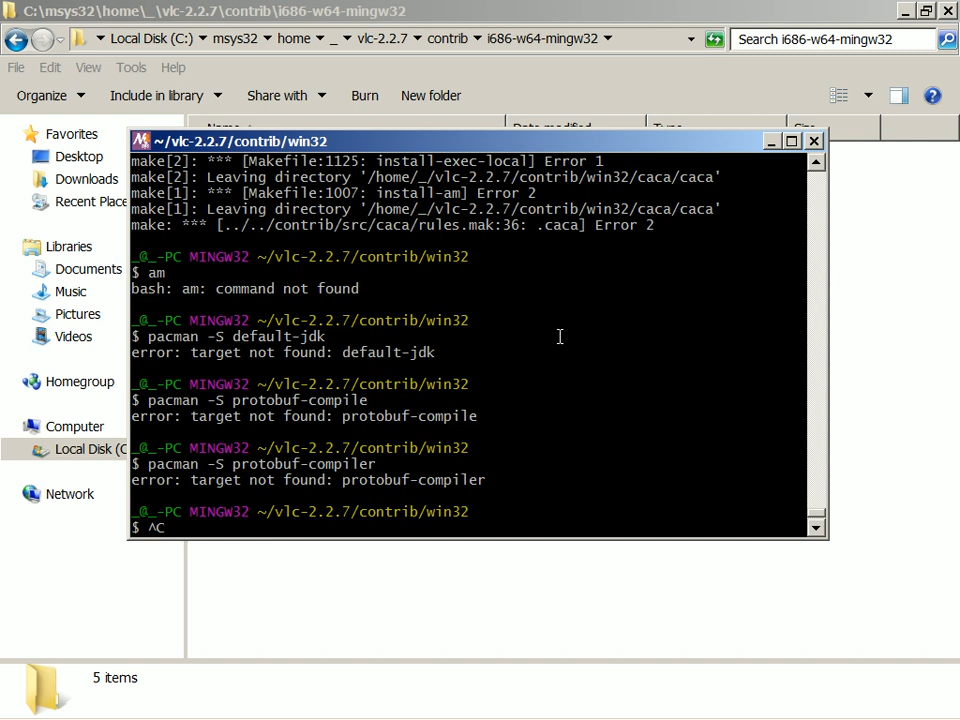 C:\msys32\home\_\vlc-2.2.7\contrib\i686-w64-mingw32
Local Disk (C:) msys32 home _ vlc-2.2.7 contrib i686-w64-mingw32
Search i686-w64-mingw32
File Edit View Tools Help
Organize Include in library Share with Burn New folder
Favorites
Desktop
Downloads
Recent Place
Libraries
Documents
Music
Pictures
Videos
Homegroup
Computer
Local Disk (C
Network
~/vlc-2.2.7/contrib/win32
make[2]: *** [Makefile:1125: install-exec-local] Error 1
make[2]: Leaving directory '/home/_/vlc-2.2.7/contrib/win32/caca/caca'
make[1]: *** [Makefile:1007: install-am] Error 2
make[1]: Leaving directory '/home/_/vlc-2.2.7/contrib/win32/caca/caca'
make: *** [../../contrib/src/caca/rules.mak:36: .caca] Error 2
_@_-PC MINGW32 ~/vlc-2.2.7/contrib/win32
$ am
bash: am: command not found
_@_-PC MINGW32 ~/vlc-2.2.7/contrib/win32
$ pacman -S default-jdk
error: target not found: default-jdk
_@_-PC MINGW32 ~/vlc-2.2.7/contrib/win32
$ pacman -S protobuf-compile
error: target not found: protobuf-compile
_@_-PC MINGW32 ~/vlc-2.2.7/contrib/win32
$ pacman -S protobuf-compiler
error: target not found: protobuf-compiler
_@_-PC MINGW32 ~/vlc-2.2.7/contrib/win32
$ ^C
5 items